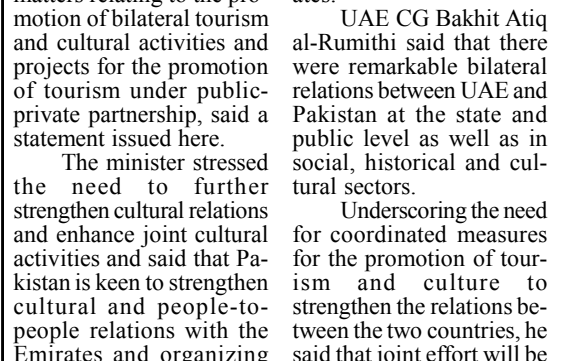 matters relating to the pro-
motion of bilateral tourism
and cultural activities and
projects for the promotion
of tourism under public-
private partnership, said a
statement issued here.
The minister stressed
the need to further
strengthen cultural relations
and enhance joint cultural
activities and said that Pa-
kistan is keen to strengthen
cultural and people-to-
people relations with the
Emirates and organizing
ates.
UAE CG Bakhit Atiq
al-Rumithi said that there
were remarkable bilateral
relations between UAE and
Pakistan at the state and
public level as well as in
social, historical and cul-
tural sectors.
Underscoring the need
for coordinated measures
for the promotion of tour-
ism and culture to
strengthen the relations be-
tween the two countries, he
said that joint effort will be